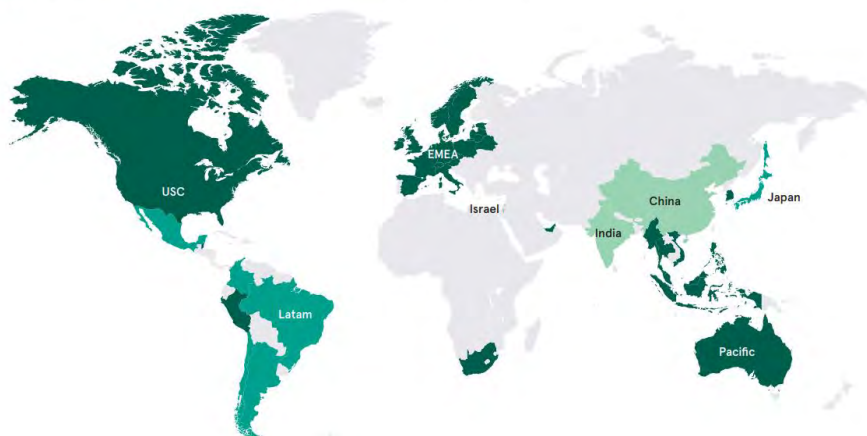 EMEA
USC
Israel
China
Japan
India
Latam
Pacific